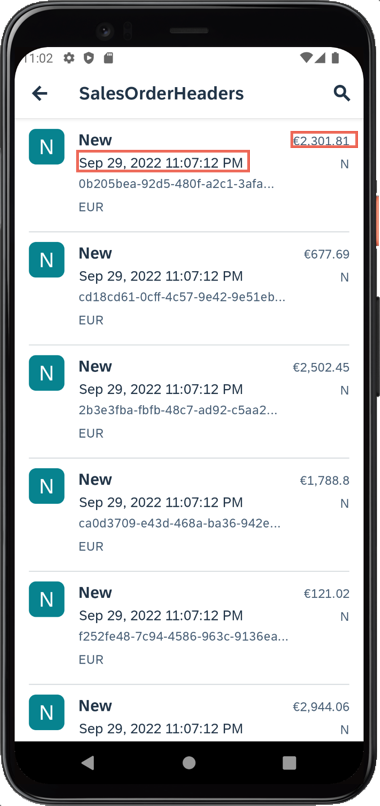 11:02
SalesOrderHeaders
N
New
€2,301.81
Sep 29, 2022 11:07:12 PM
N
0b205bea-92d5-480f-a2c1-3afa...
EUR
N
New
€677.69
Sep 29, 2022 11:07:12 PM
N
cd18cd61-0cff-4c57-9e42-9e51eb...
EUR
N
New
€2,502.45
Sep 29, 2022 11:07:12 PM
N
2b3e3fba-fbfb-48c7-ad92-c5aa2...
EUR
N
New
€1,788.8
Sep 29, 2022 11:07:12 PM
N
ca0d3709-e43d-468a-ba36-942e...
EUR
N
New
€121.02
Sep 29, 2022 11:07:12 PM
N
f252fe48-7c94-4586-963c-9136ea...
EUR
N
New
€2,944.06
Sep 29, 2022 11:07:12 PM
N